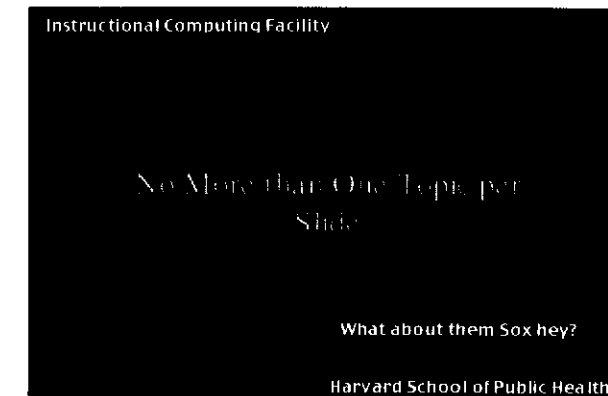 Instructional Computing Facility
No More than One Topic per
Slide
What about them Sox hey?
Harvard School of Public Health